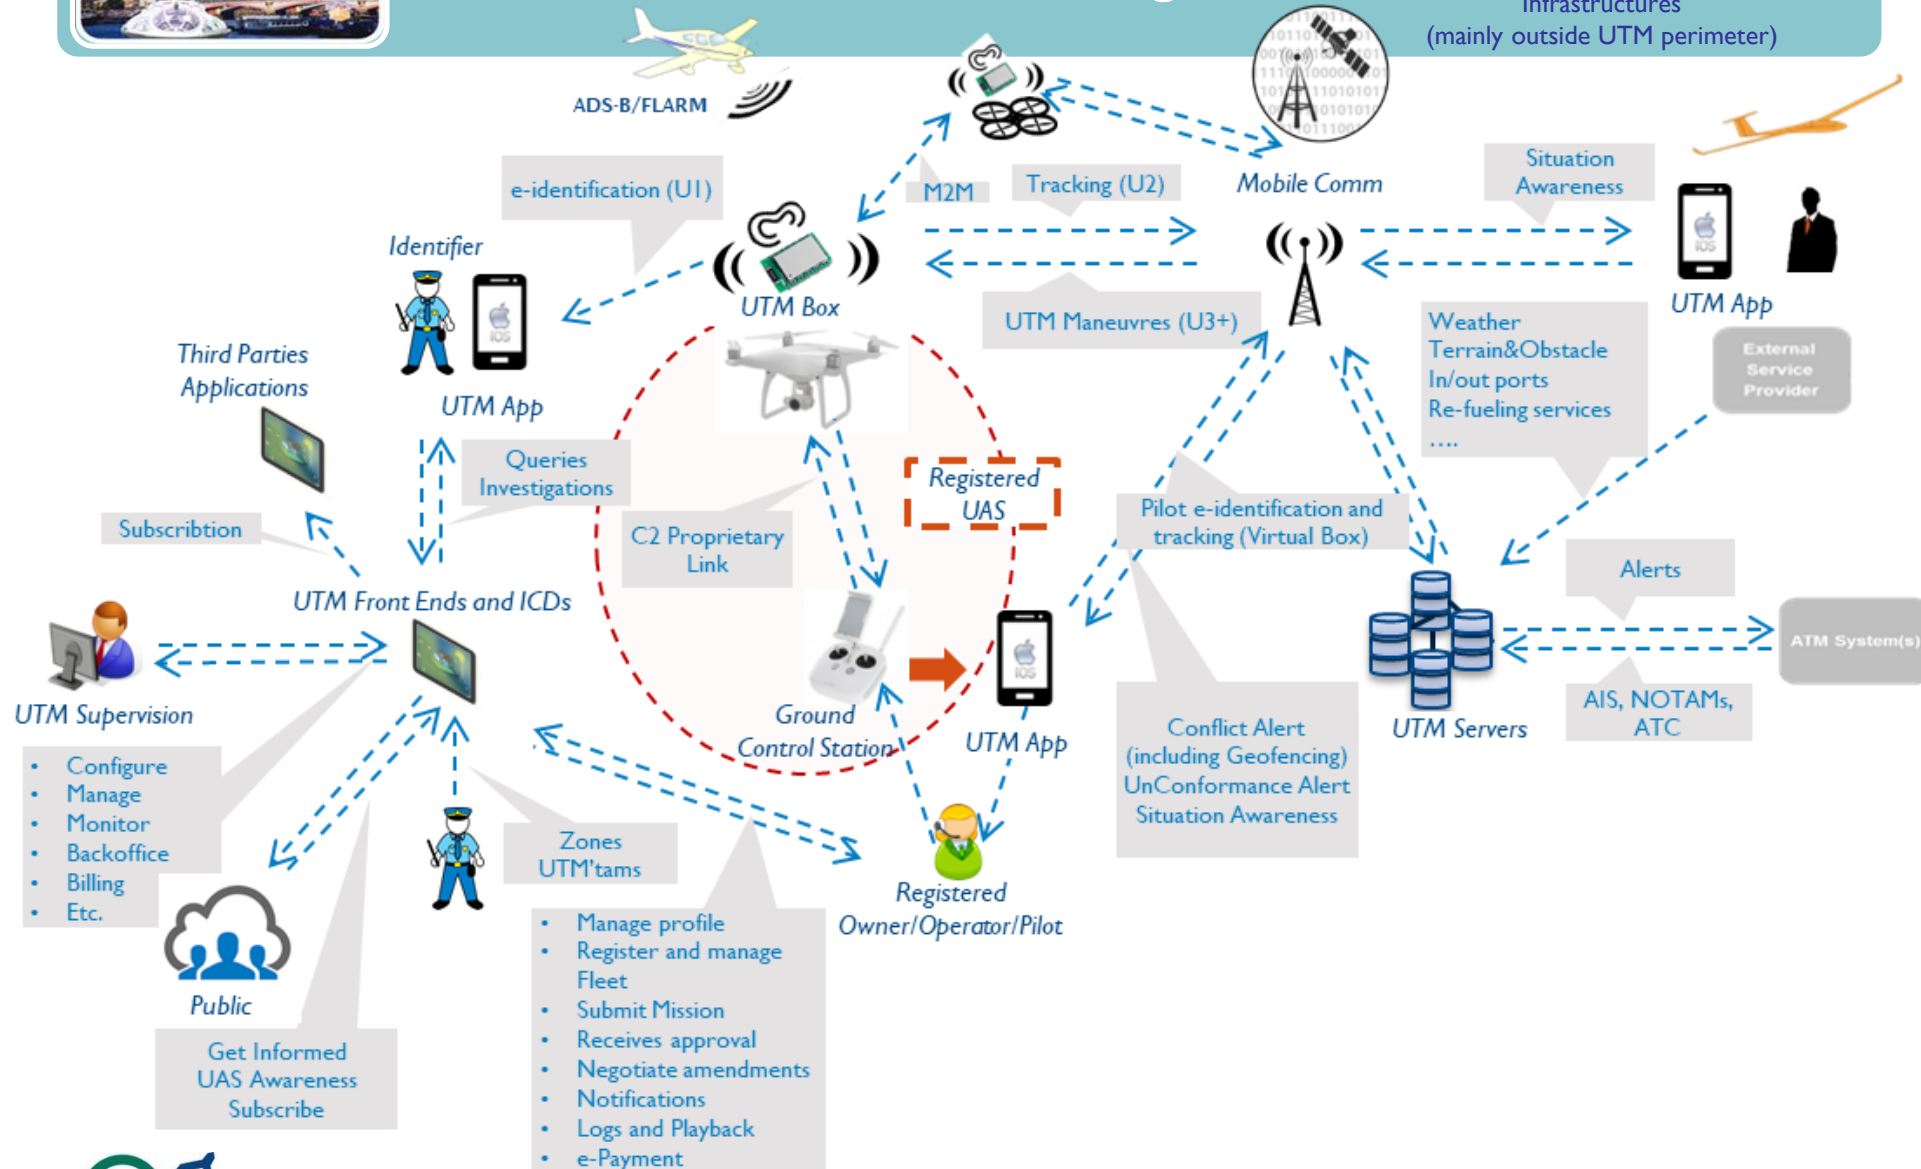 Infrastructures
(mainly outside UTM perimeter)
ADS-B/FLARM
e-identification (U1)
M2M
Tracking (U2)
Mobile Comm
Situation
Awareness
Identifier
UTM Box
UTM Maneuvres (U3+)
UTM App
Weather
Terrain&Obstacle
In/out ports
Re-fueling services
....
External
Service
Provider
Third Parties
Applications
iOS
iOS
UTM App
Queries
Investigations
Registered
UAS
Pilot e-identification and
tracking (Virtual Box)
Subscribtion
C2 Proprietary
Link
Alerts
UTM Front Ends and ICDs
iOS
ATM System(s)
UTM Supervision
Ground
Control Station
UTM App
Conflict Alert
(including Geofencing)
UnConformance Alert
Situation Awareness
UTM Servers
AIS, NOTAMs,
ATC
• Configure
• Manage
• Monitor
• Backoffice
• Billing
• Etc.
Zones
UTM'tams
Registered
Owner/Operator/Pilot
Public
Get Informed
UAS Awareness
Subscribe
• Manage profile
• Register and manage
Fleet
• Submit Mission
• Receives approval
• Negotiate amendments
• Notifications
• Logs and Playback
• e-Payment